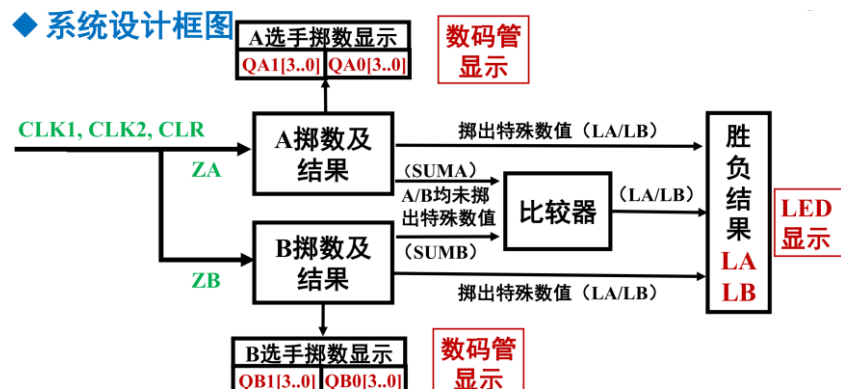 ◆ 系统设计框图
A选手掷数显示
QA1[3..0] QA0[3..0]
数码管
显示
CLK1, CLK2, CLR
ZA
A掷数及
结果
掷出特殊数值（LA/LB）
（SUMA）
A/B均未掷
出特殊数值
（SUMB）
比较器
（LA/LB）
胜
负
结
果
LA
LB
LED
显示
ZB
B掷数及
结果
掷出特殊数值（LA/LB）
B选手掷数显示
QB1[3..0] QB0[3..0]
数码管
显示